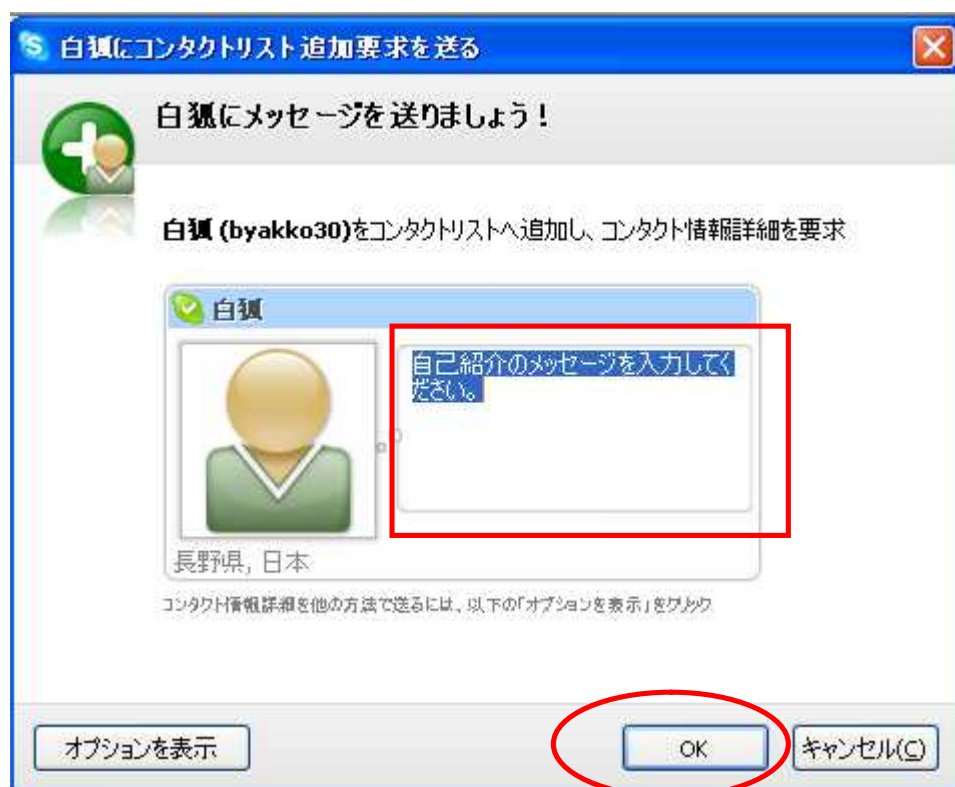 白狐にコンタクトリスト追加要求を送る
白狐にメッセージを送りましょう！
白狐 (byakko30)をコンタクトリストへ追加し、コンタクト情報詳細を要求
白狐
自己紹介のメッセージを入力してく
ださい。
長野県, 日本
コンタクト情報詳細を他の方法で送るには、以下の「オプションを表示」をクリック
オプションを表示
OK
キャンセル(C)